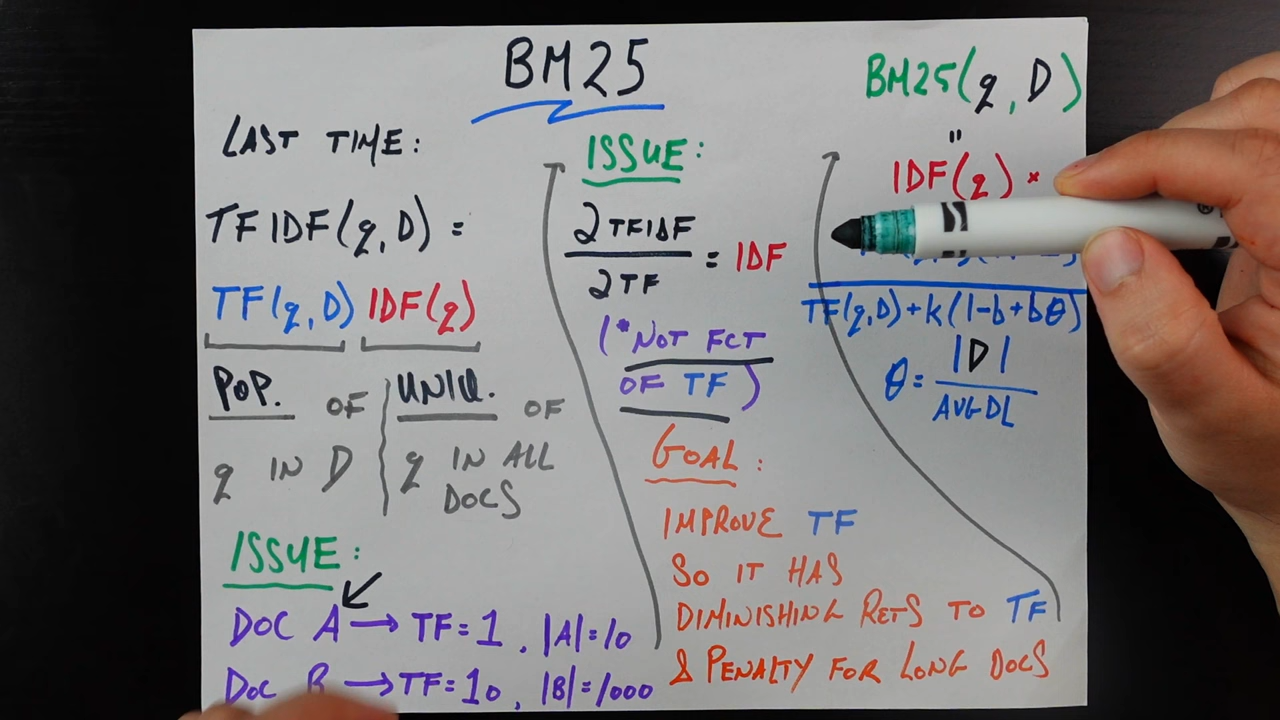 BM25
LAST TIME:
TFIDF(q,D) =
TF(q,D) IDF(q)
POP. OF
q IN D
UNIQ. OF
q IN ALL
DOCS
ISSUE:
DOC A → TF=1, |A|=10
DOC B → TF=10, |B|=1000
ISSUE:
∂TFIDF
∂TF
= IDF
(*NOT FCT
OF TF)
GOAL:
IMPROVE TF
SO IT HAS
DIMINISHING RETS TO TF
& PENALTY FOR LONG DOCS
BM25(q,D)
"
IDF(q) *
TF(q,D)+k(1-b+bθ)
θ = |D|
AVGDL